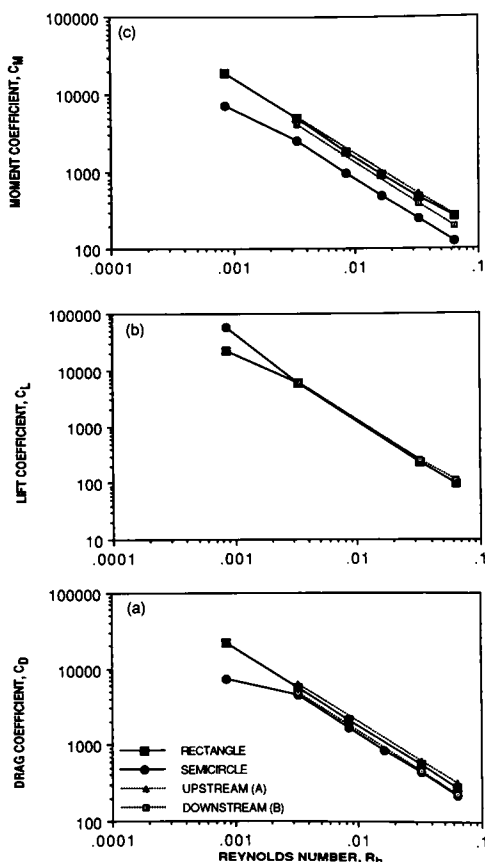 100000
(c)
10000
1000
100
.0001
.001
.01
.1
MOMENT COEFFICIENT, CM
100000
(b)
10000
1000
100
10
.0001
.001
.01
.1
LIFT COEFFICIENT, CL
100000
(a)
10000
1000
100
.0001
.001
.01
.1
DRAG COEFFICIENT, CD
RECTANGLE
SEMICIRCLE
UPSTREAM (A)
DOWNSTREAM (B)
REYNOLDS NUMBER, Rh